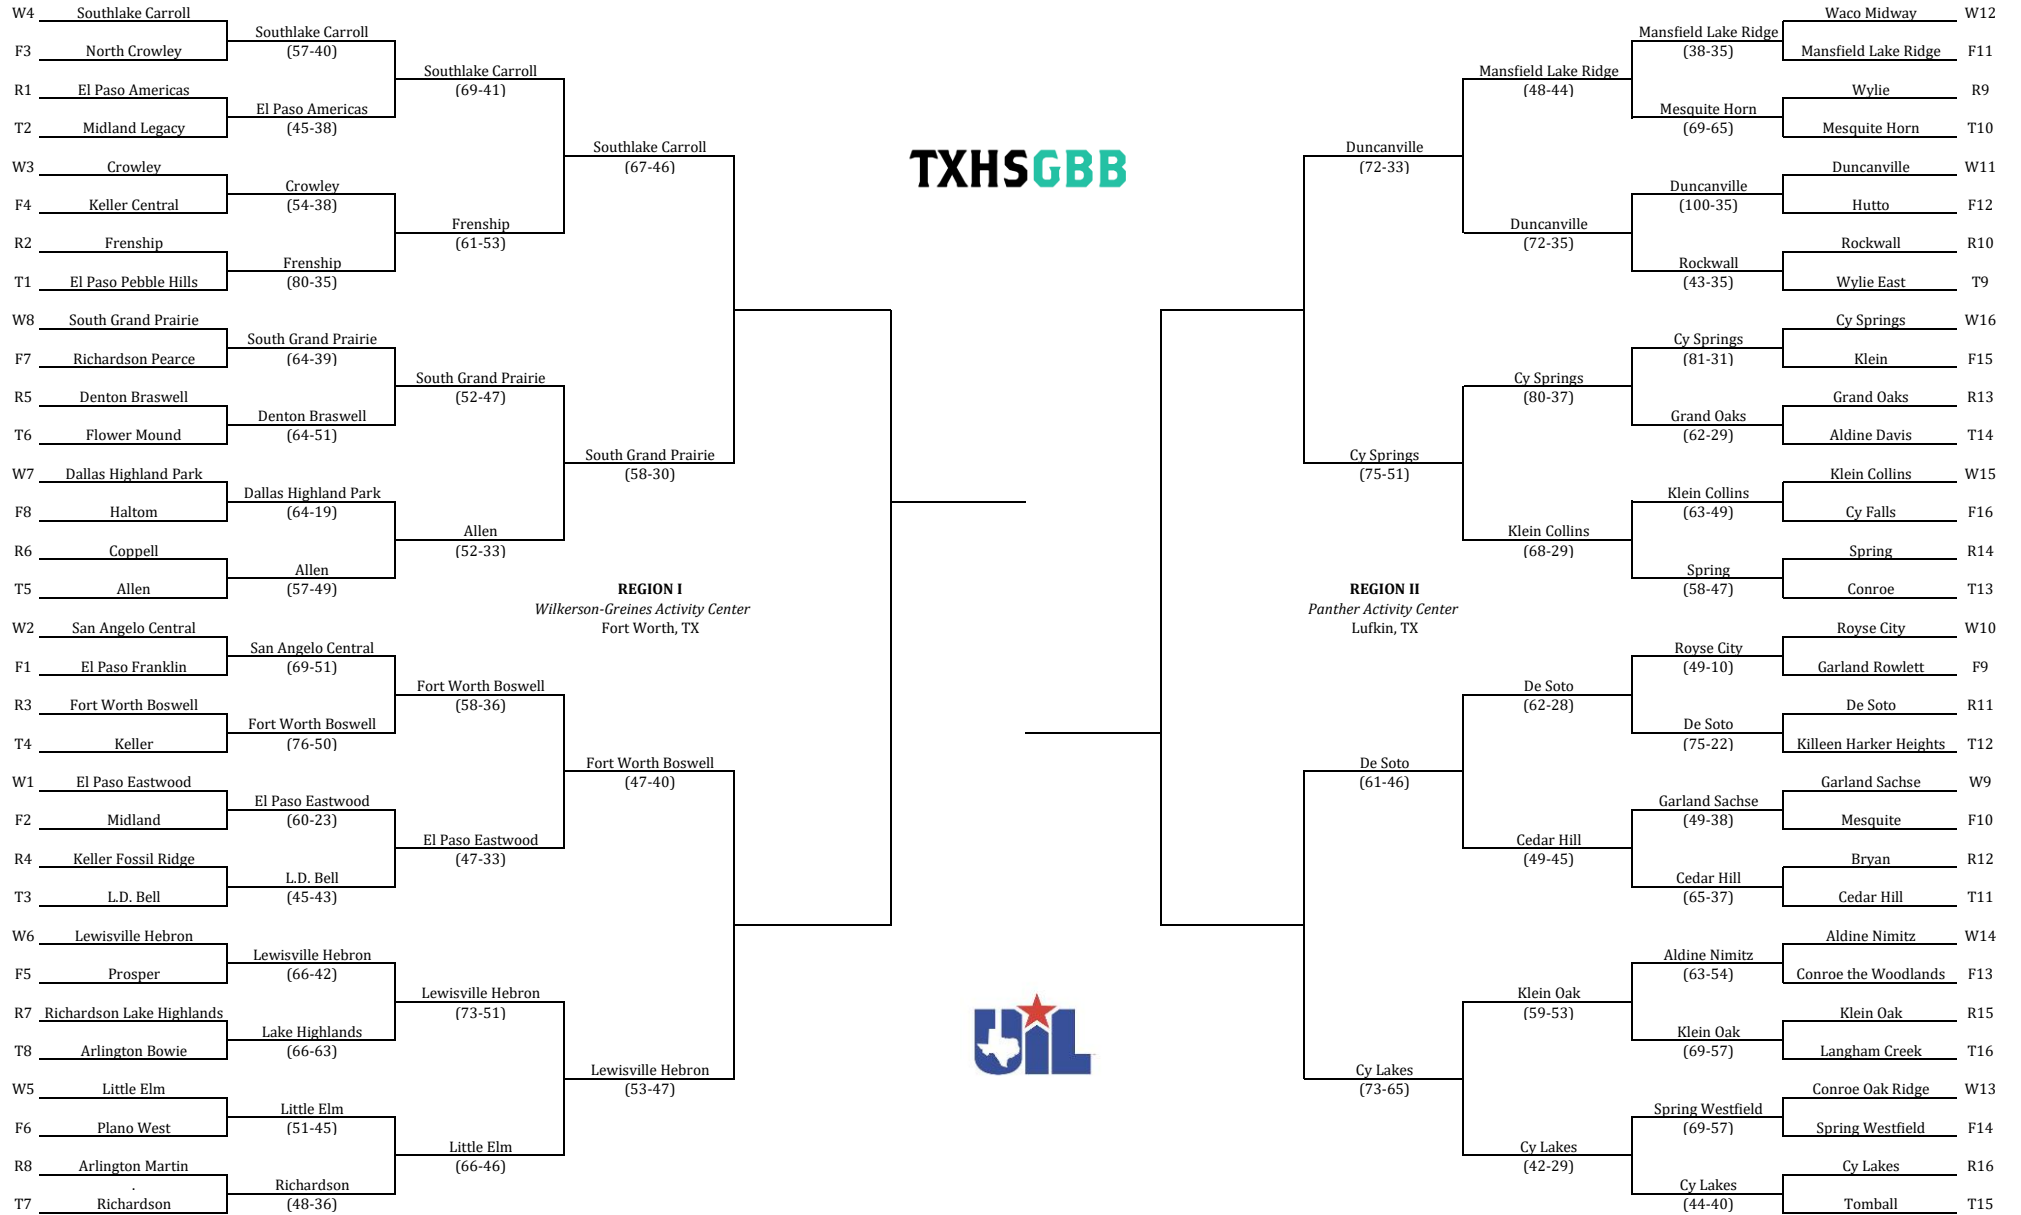 W4 Southlake Carroll
F3 North Crowley
Southlake Carroll
(57-40)
R1 El Paso Americas
T2 Midland Legacy
El Paso Americas
(45-38)
Southlake Carroll
(69-41)
W3 Crowley
F4 Keller Central
Crowley
(54-38)
R2 Frenship
T1 El Paso Pebble Hills
Frenship
(80-35)
Frenship
(61-53)
Southlake Carroll
(67-46)
W8 South Grand Prairie
F7 Richardson Pearce
South Grand Prairie
(64-39)
R5 Denton Braswell
T6 Flower Mound
Denton Braswell
(64-51)
South Grand Prairie
(52-47)
W7 Dallas Highland Park
F8 Haltom
Dallas Highland Park
(64-19)
R6 Coppell
T5 Allen
Allen
(57-49)
Allen
(52-33)
South Grand Prairie
(58-30)
REGION I
Wilkerson-Greines Activity Center
Fort Worth, TX
W2 San Angelo Central
F1 El Paso Franklin
San Angelo Central
(69-51)
R3 Fort Worth Boswell
T4 Keller
Fort Worth Boswell
(76-50)
Fort Worth Boswell
(58-36)
W1 El Paso Eastwood
F2 Midland
El Paso Eastwood
(60-23)
R4 Keller Fossil Ridge
T3 L.D. Bell
L.D. Bell
(45-43)
El Paso Eastwood
(47-33)
Fort Worth Boswell
(47-40)
W6 Lewisville Hebron
F5 Prosper
Lewisville Hebron
(66-42)
R7 Richardson Lake Highlands
T8 Arlington Bowie
Lake Highlands
(66-63)
Lewisville Hebron
(73-51)
W5 Little Elm
F6 Plano West
Little Elm
(51-45)
R8 Arlington Martin
.
T7 Richardson
Richardson
(48-36)
Little Elm
(66-46)
Lewisville Hebron
(53-47)
TXHSGBB
UIL
Waco Midway W12
Mansfield Lake Ridge F11
Mansfield Lake Ridge
(38-35)
Wylie R9
Mesquite Horn T10
Mesquite Horn
(69-65)
Mansfield Lake Ridge
(48-44)
Duncanville W11
Hutto F12
Duncanville
(100-35)
Rockwall R10
Wylie East T9
Rockwall
(43-35)
Duncanville
(72-35)
Duncanville
(72-33)
Cy Springs W16
Klein F15
Cy Springs
(81-31)
Grand Oaks R13
Aldine Davis T14
Grand Oaks
(62-29)
Cy Springs
(80-37)
Klein Collins W15
Cy Falls F16
Klein Collins
(63-49)
Spring R14
Conroe T13
Spring
(58-47)
Klein Collins
(68-29)
Cy Springs
(75-51)
REGION II
Panther Activity Center
Lufkin, TX
Royse City W10
Garland Rowlett F9
Royse City
(49-10)
De Soto R11
Killeen Harker Heights T12
De Soto
(75-22)
De Soto
(62-28)
Garland Sachse W9
Mesquite F10
Garland Sachse
(49-38)
Bryan R12
Cedar Hill T11
Cedar Hill
(65-37)
Cedar Hill
(49-45)
De Soto
(61-46)
Aldine Nimitz W14
Conroe the Woodlands F13
Aldine Nimitz
(63-54)
Klein Oak R15
Langham Creek T16
Klein Oak
(69-57)
Klein Oak
(59-53)
Conroe Oak Ridge W13
Spring Westfield F14
Spring Westfield
(69-57)
Cy Lakes R16
Tomball T15
Cy Lakes
(44-40)
Cy Lakes
(42-29)
Cy Lakes
(73-65)